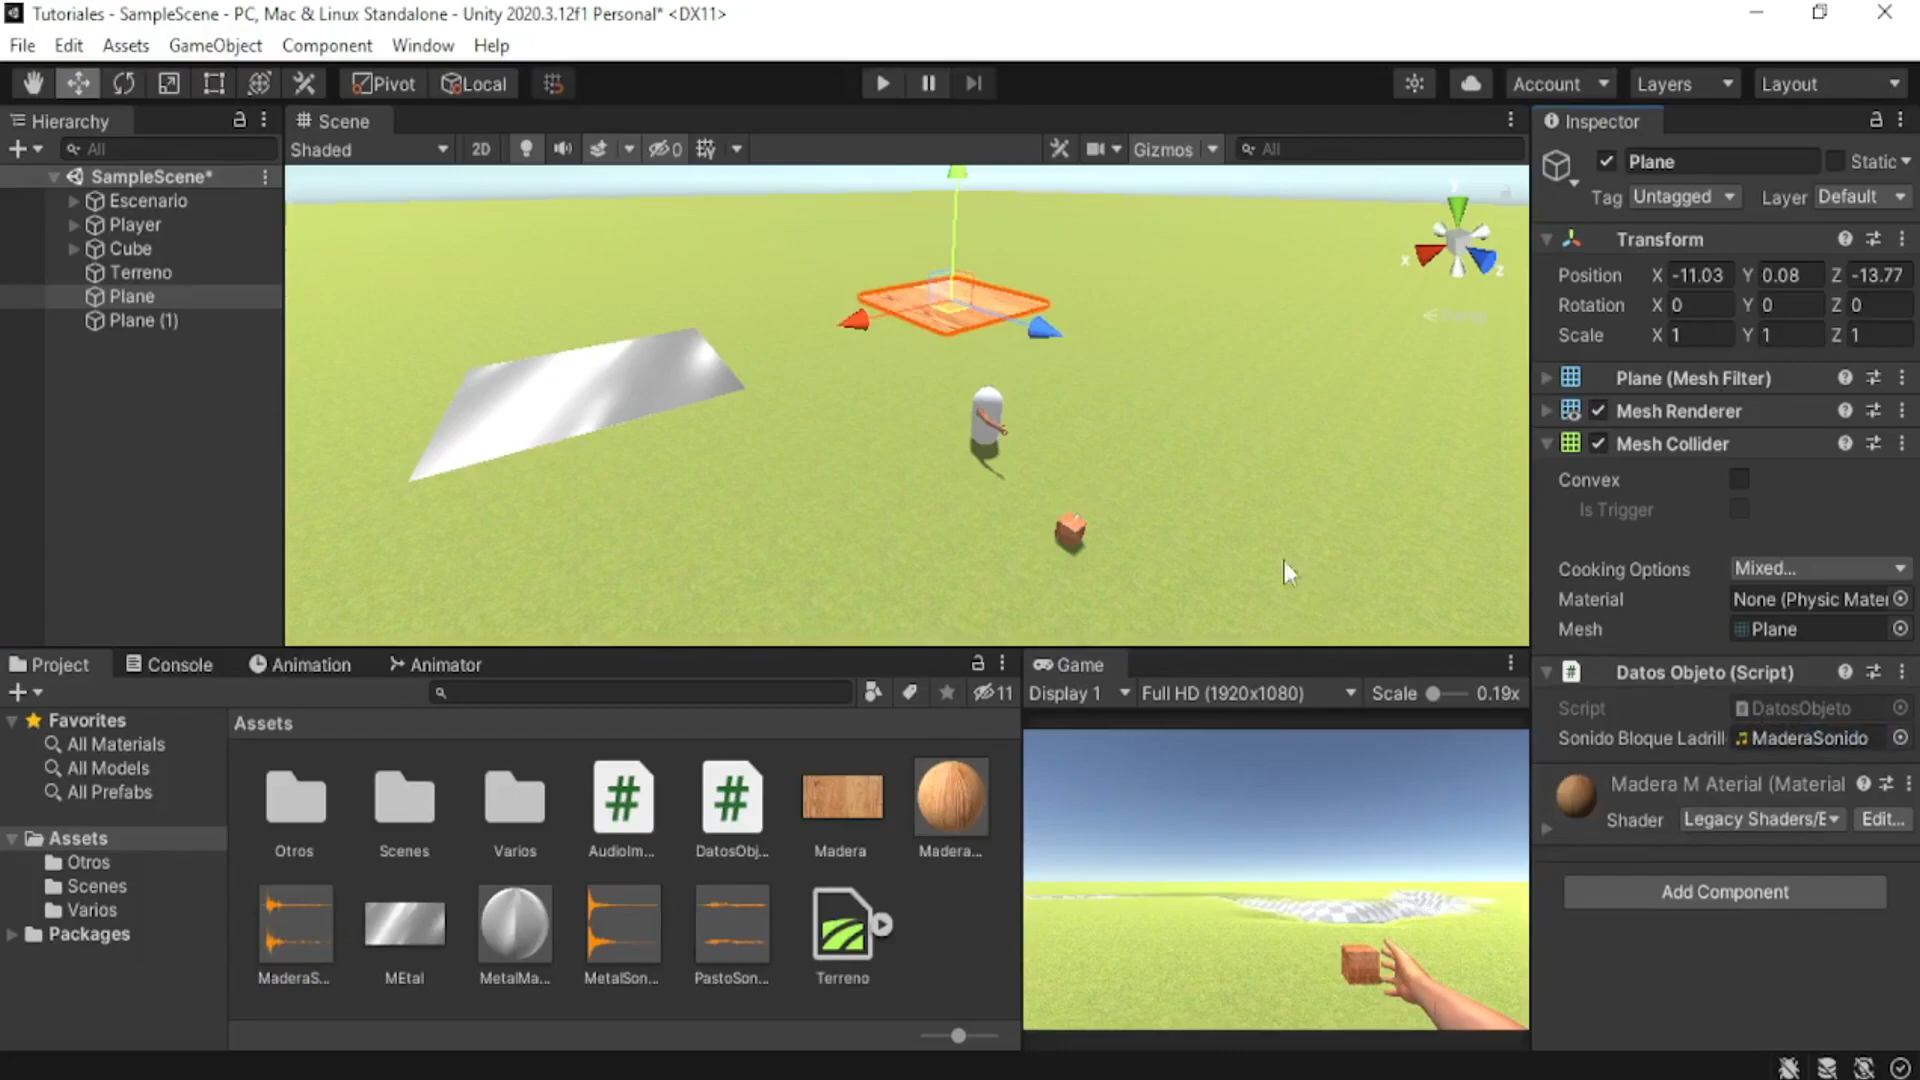 Tutoriales - SampleScene - PC, Mac & Linux Standalone - Unity 2020.3.12f1 Personal* <DX11>
File Edit Assets GameObject Component Window Help
Pivot Local Account Layers Layout
Hierarchy
All
SampleScene*
Escenario
Player
Cube
Terreno
Plane
Plane (1)
Scene
Shaded 2D 0 Gizmos All
y
x
z
Persp
Inspector
Plane Static
Tag Untagged Layer Default
Transform
Position X -11.03 Y 0.08 Z -13.77
Rotation X 0 Y 0 Z 0
Scale X 1 Y 1 Z 1
Plane (Mesh Filter)
Mesh Renderer
Mesh Collider
Convex
Is Trigger
Cooking Options Mixed...
Material None (Physic Mater
Mesh Plane
Datos Objeto (Script)
Script DatosObjeto
Sonido Bloque Ladrill MaderaSonido
Madera M Aterial (Material
Shader Legacy Shaders/E Edit...
Add Component
Project Console Animation Animator
11
Favorites
All Materials
All Models
All Prefabs
Assets
Otros
Scenes
Varios
Packages
Assets
Otros Scenes Varios AudioIm... DatosObj... Madera Madera...
MaderaS... MEtal MetalMa... MetalSon... PastoSon... Terreno
Game
Display 1 Full HD (1920x1080) Scale 0.19x